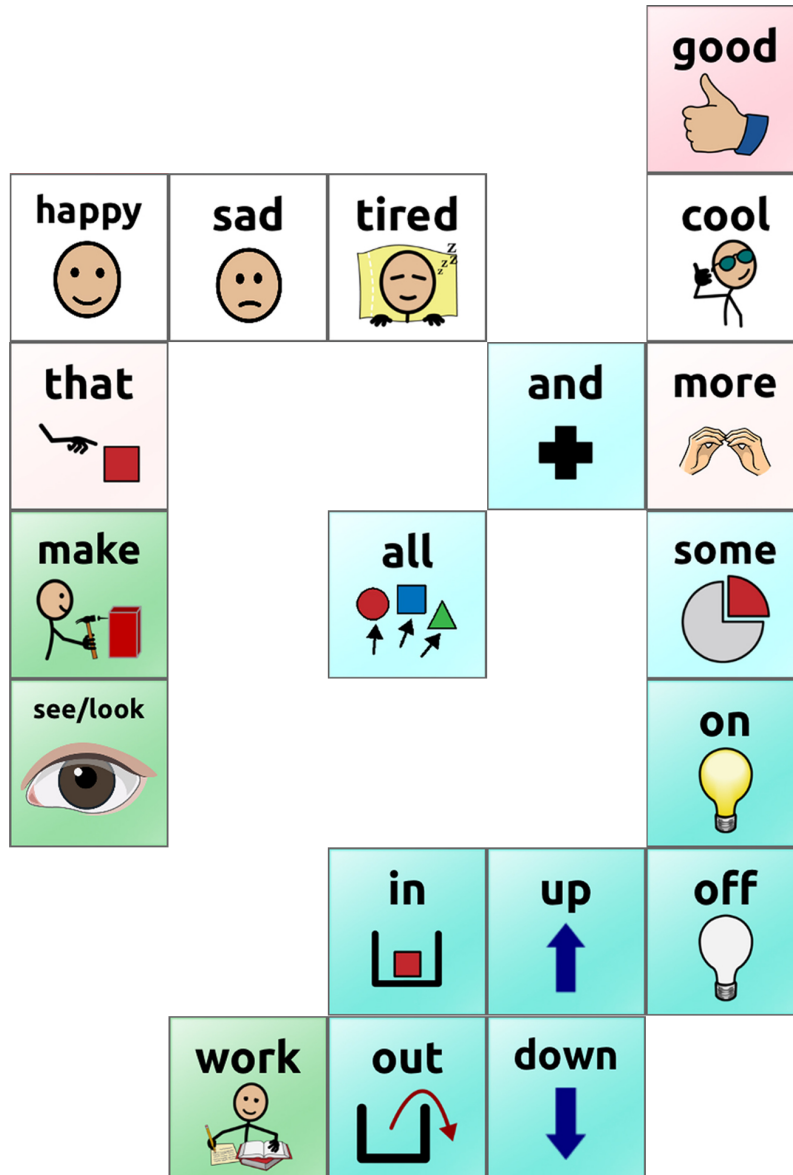 good
happy sad tired cool
that and more
make all some
see/look on
in up off
work out down